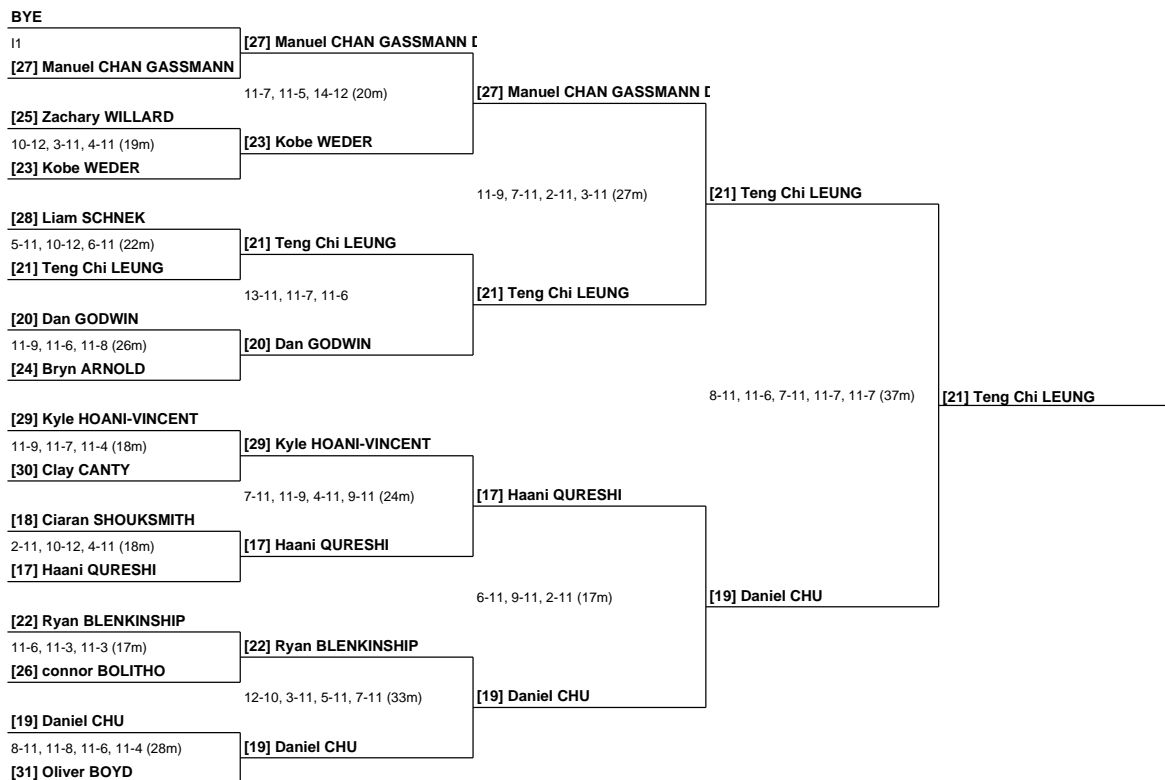 BYE
I1
[27] Manuel CHAN GASSMANN
[25] Zachary WILLARD
10-12, 3-11, 4-11 (19m)
[23] Kobe WEDER
[28] Liam SCHNEK
5-11, 10-12, 6-11 (22m)
[21] Teng Chi LEUNG
[20] Dan GODWIN
11-9, 11-6, 11-8 (26m)
[24] Bryn ARNOLD
[29] Kyle HOANI-VINCENT
11-9, 11-7, 11-4 (18m)
[30] Clay CANTY
[18] Ciaran SHOUKSMITH
2-11, 10-12, 4-11 (18m)
[17] Haani QURESHI
[22] Ryan BLENKINSHIP
11-6, 11-3, 11-3 (17m)
[26] connor BOLITHO
[19] Daniel CHU
8-11, 11-8, 11-6, 11-4 (28m)
[31] Oliver BOYD
[27] Manuel CHAN GASSMANN
11-7, 11-5, 14-12 (20m)
[23] Kobe WEDER
[21] Teng Chi LEUNG
13-11, 11-7, 11-6
[20] Dan GODWIN
[29] Kyle HOANI-VINCENT
7-11, 11-9, 4-11, 9-11 (24m)
[17] Haani QURESHI
[22] Ryan BLENKINSHIP
12-10, 3-11, 5-11, 7-11 (33m)
[19] Daniel CHU
[27] Manuel CHAN GASSMANN
11-9, 7-11, 2-11, 3-11 (27m)
[21] Teng Chi LEUNG
[17] Haani QURESHI
6-11, 9-11, 2-11 (17m)
[19] Daniel CHU
[21] Teng Chi LEUNG
8-11, 11-6, 7-11, 11-7, 11-7 (37m)
[19] Daniel CHU
[21] Teng Chi LEUNG